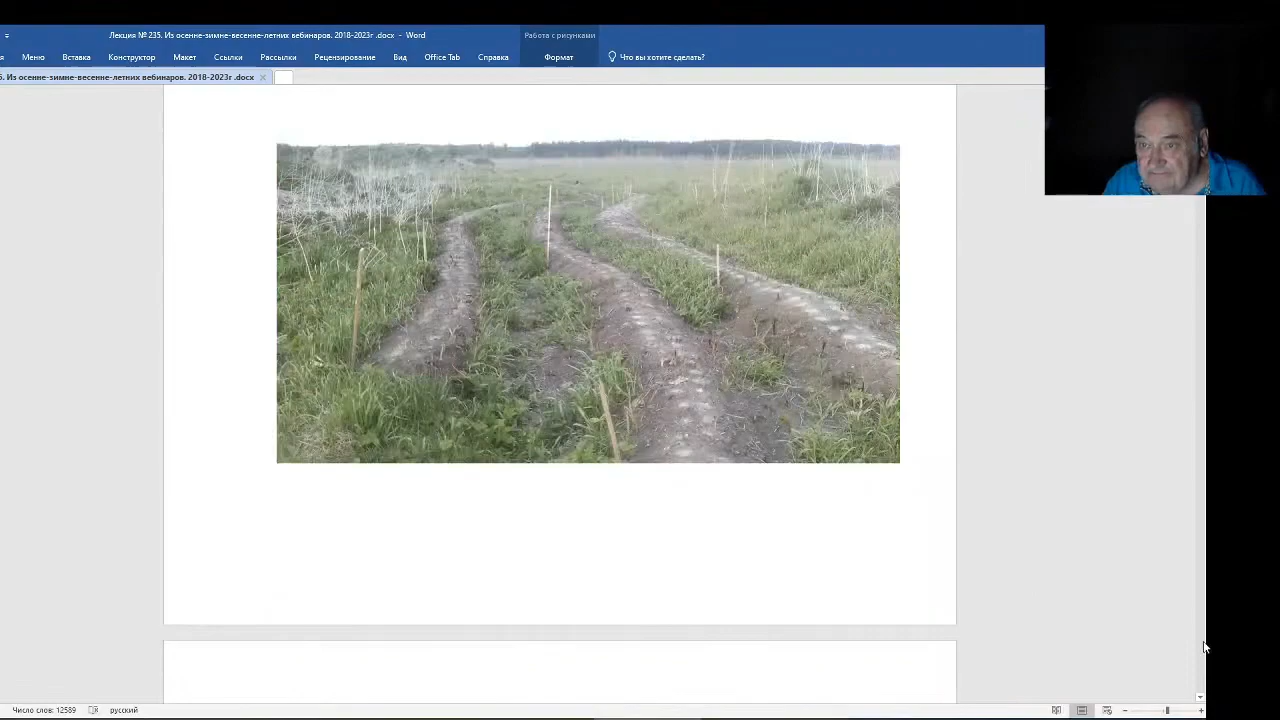 Лекция № 235. Из осенне-зимне-весенне-летних вебинаров. 2018-2023г .docx - Word
Работа с рисунками
Меню Вставка Конструктор Макет Ссылки Рассылки Рецензирование Вид Office Tab Справка Формат Что вы хотите сделать?
. Из осенне-зимне-весенне-летних вебинаров. 2018-2023г .docx
Число слов: 12589 русский